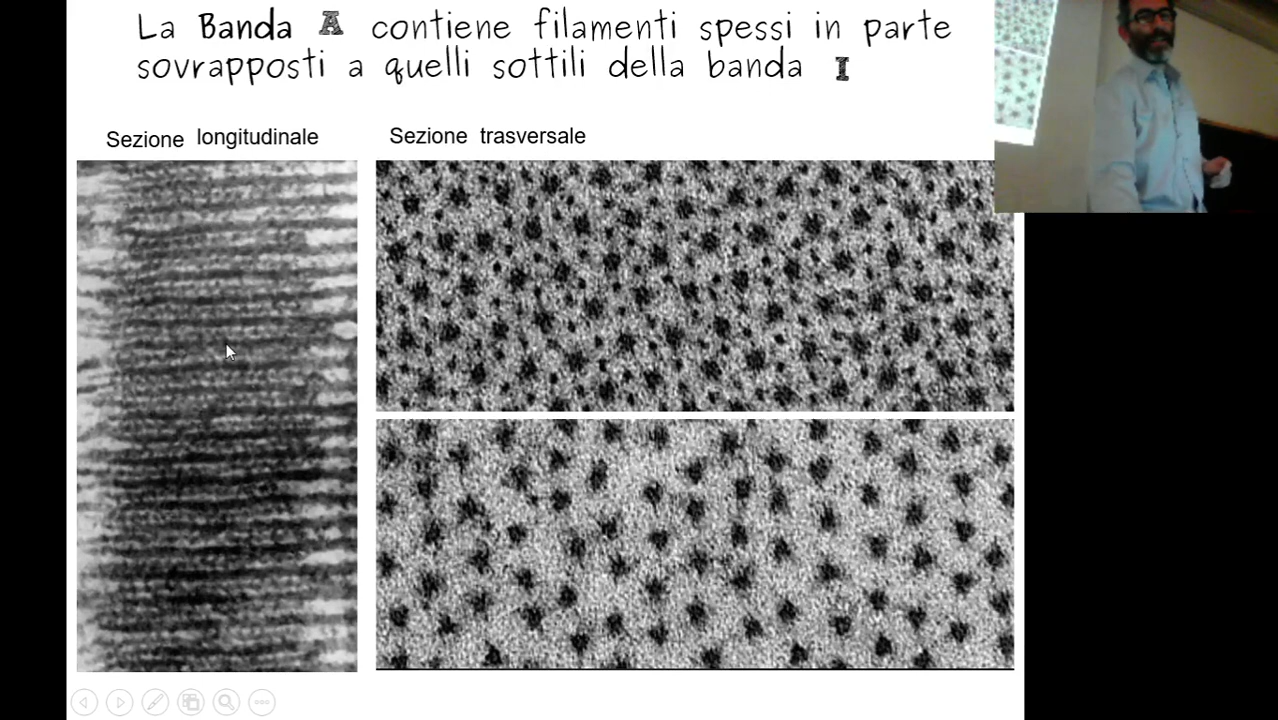 La Banda A contiene filamenti spessi in parte
sovrapposti a quelli sottili della banda I
Sezione longitudinale
Sezione trasversale